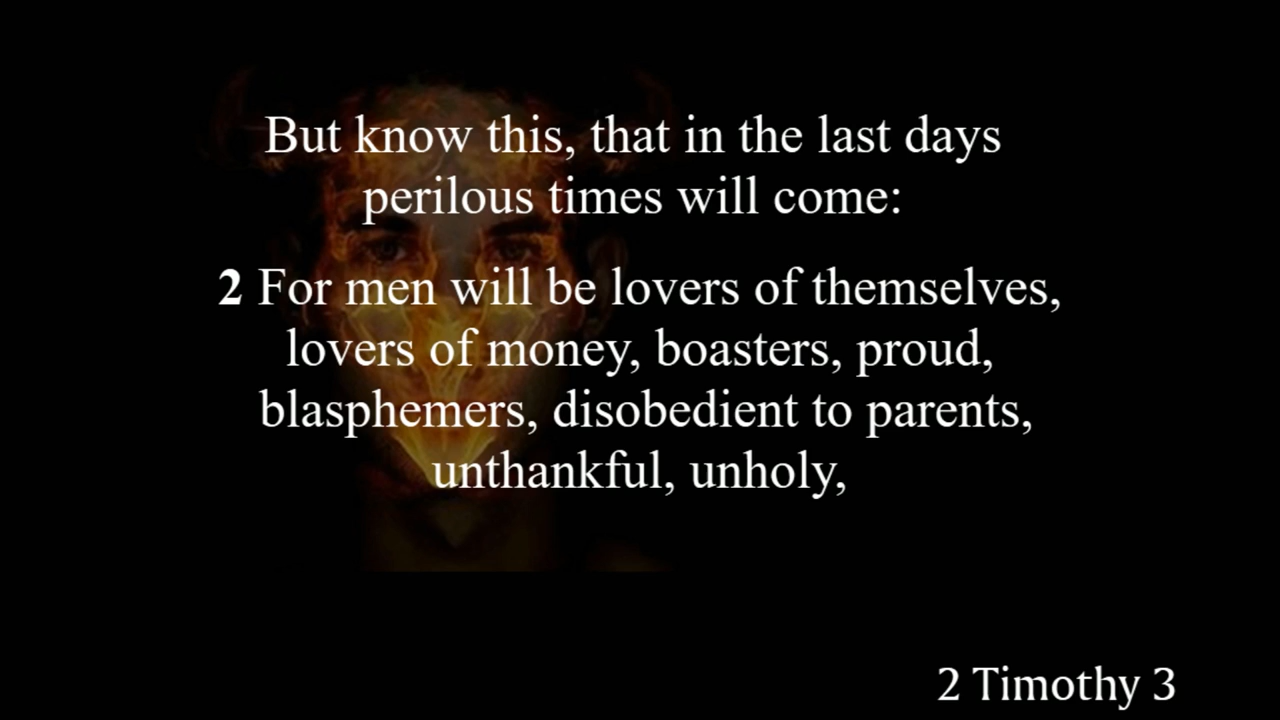 But know this, that in the last days
perilous times will come:
2 For men will be lovers of themselves,
lovers of money, boasters, proud,
blasphemers, disobedient to parents,
unthankful, unholy,
2 Timothy 3